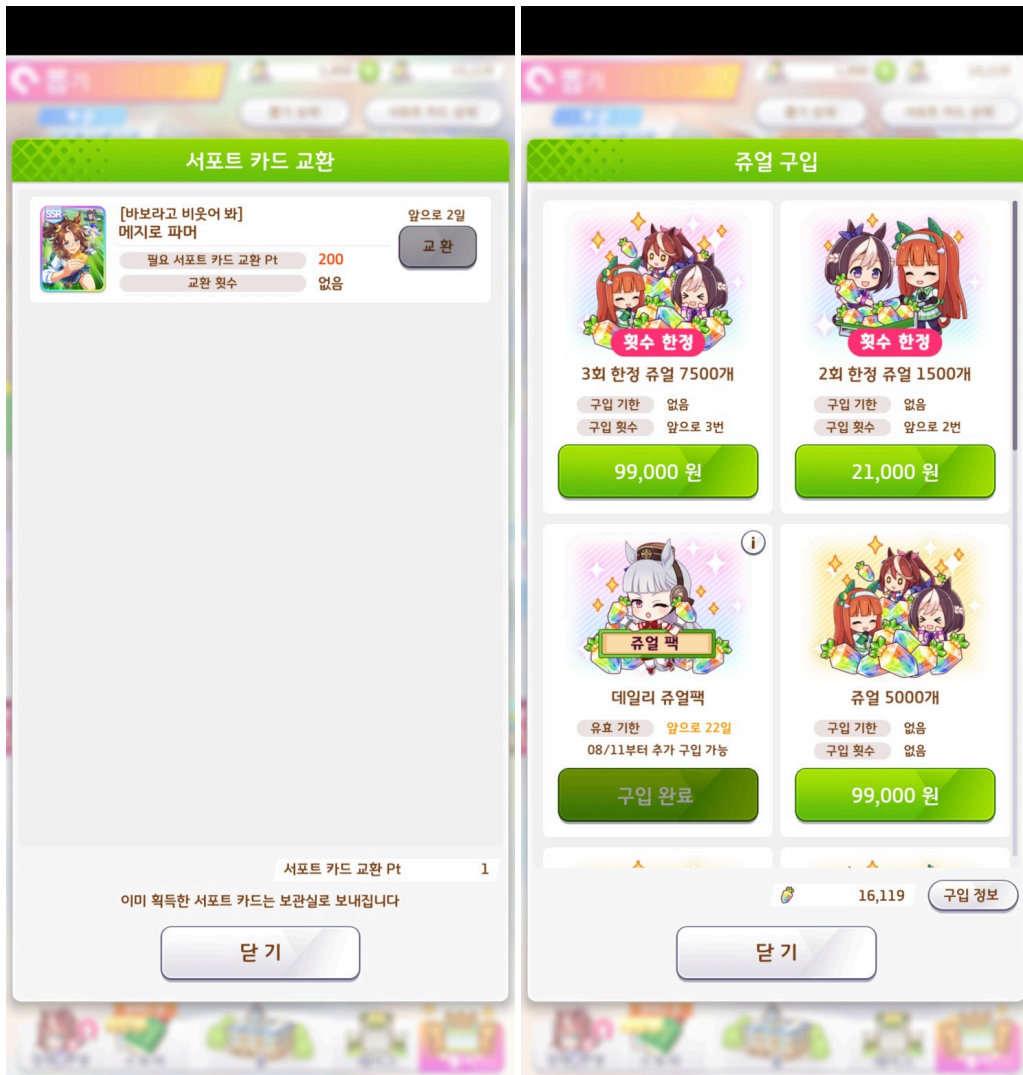 서포트 카드 교환
SSR
[바보라고 비웃어 봐]
메지로 파머
앞으로 2일
교환
필요 서포트 카드 교환 Pt 200
교환 횟수 없음
서포트 카드 교환 Pt 1
이미 획득한 서포트 카드는 보관실로 보내집니다
닫기
쥬얼 구입
횟수 한정
3회 한정 쥬얼 7500개
구입 기한 없음
구입 횟수 앞으로 3번
99,000 원
횟수 한정
2회 한정 쥬얼 1500개
구입 기한 없음
구입 횟수 앞으로 2번
21,000 원
i
쥬얼 팩
데일리 쥬얼팩
유효 기한 앞으로 22일
08/11부터 추가 구입 가능
구입 완료
쥬얼 5000개
구입 기한 없음
구입 횟수 없음
99,000 원
16,119
구입 정보
닫기